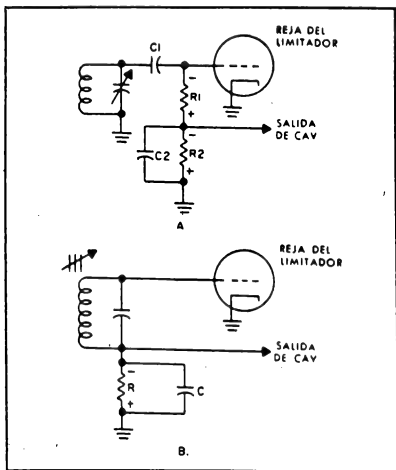 REJA DEL
LIMITADOR
C1
-
R1
+
SALIDA
DE CAV
-
C2
R2
+
A
REJA DEL
LIMITADOR
SALIDA
DE CAV
-
R
C
+
B.